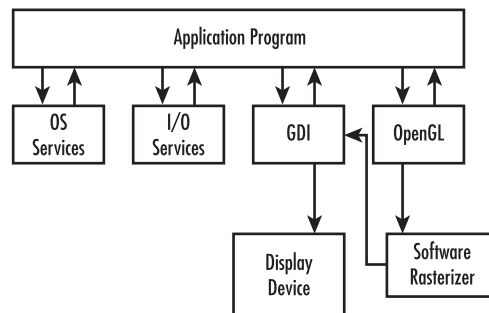 Application Program
OS
Services
I/O
Services
GDI
OpenGL
Display
Device
Software
Rasterizer